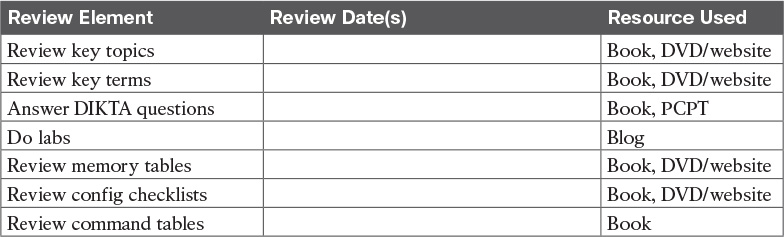 Review Element Review Date(s) Resource Used
Review key topics Book, DVD/website
Review key terms Book, DVD/website
Answer DIKTA questions Book, PCPT
Do labs Blog
Review memory tables Book, DVD/website
Review config checklists Book, DVD/website
Review command tables Book